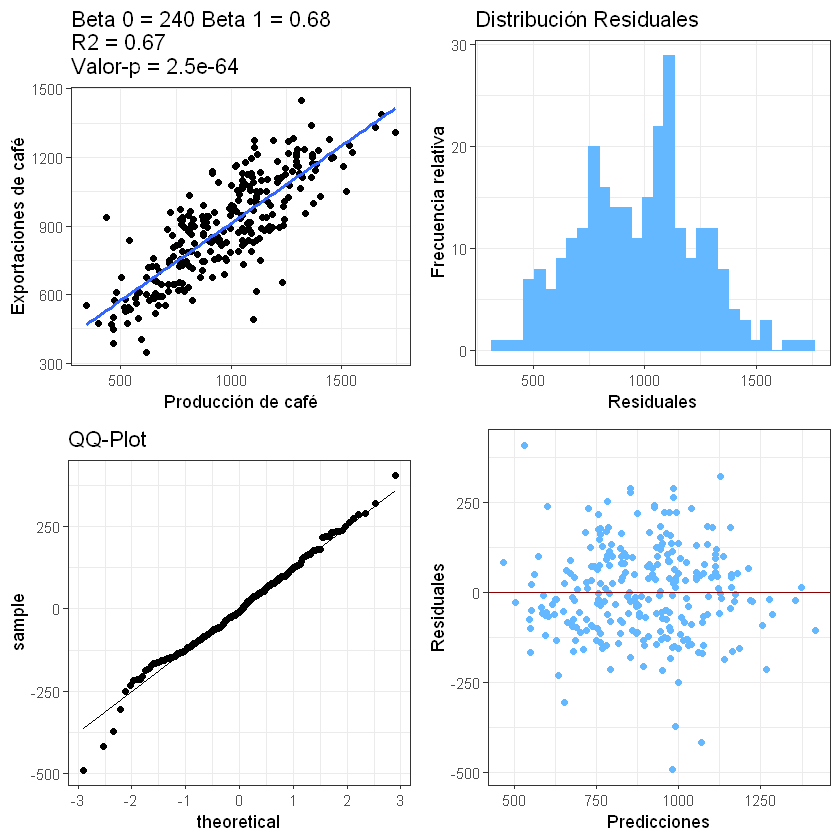 Beta 0 = 240 Beta 1 = 0.68
R2 = 0.67
Valor-p = 2.5e-64
1500
1200
900
600
300
Exportaciones de café
500
1000
1500
Producción de café
Distribución Residuales
30
20
10
0
Frecuencia relativa
500
1000
1500
Residuales
QQ-Plot
250
0
-250
-500
sample
-3
-2
-1
0
1
2
3
theoretical
250
0
-250
-500
Residuales
500
750
1000
1250
Predicciones